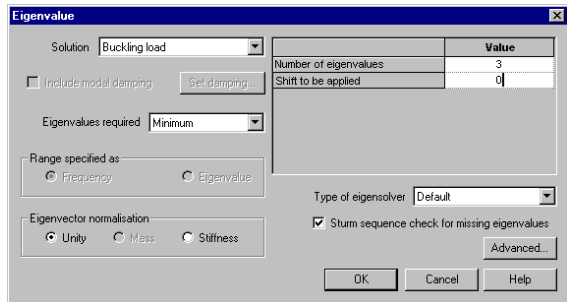 Eigenvalue
Solution Buckling load
Include modal damping Set damping...
Eigenvalues required Minimum
Range specified as
Frequency Eigenvalue
Eigenvector normalisation
Unity Mass Stiffness
Value
Number of eigenvalues 3
Shift to be applied 0
Type of eigensolver Default
Sturm sequence check for missing eigenvalues
Advanced...
OK Cancel Help